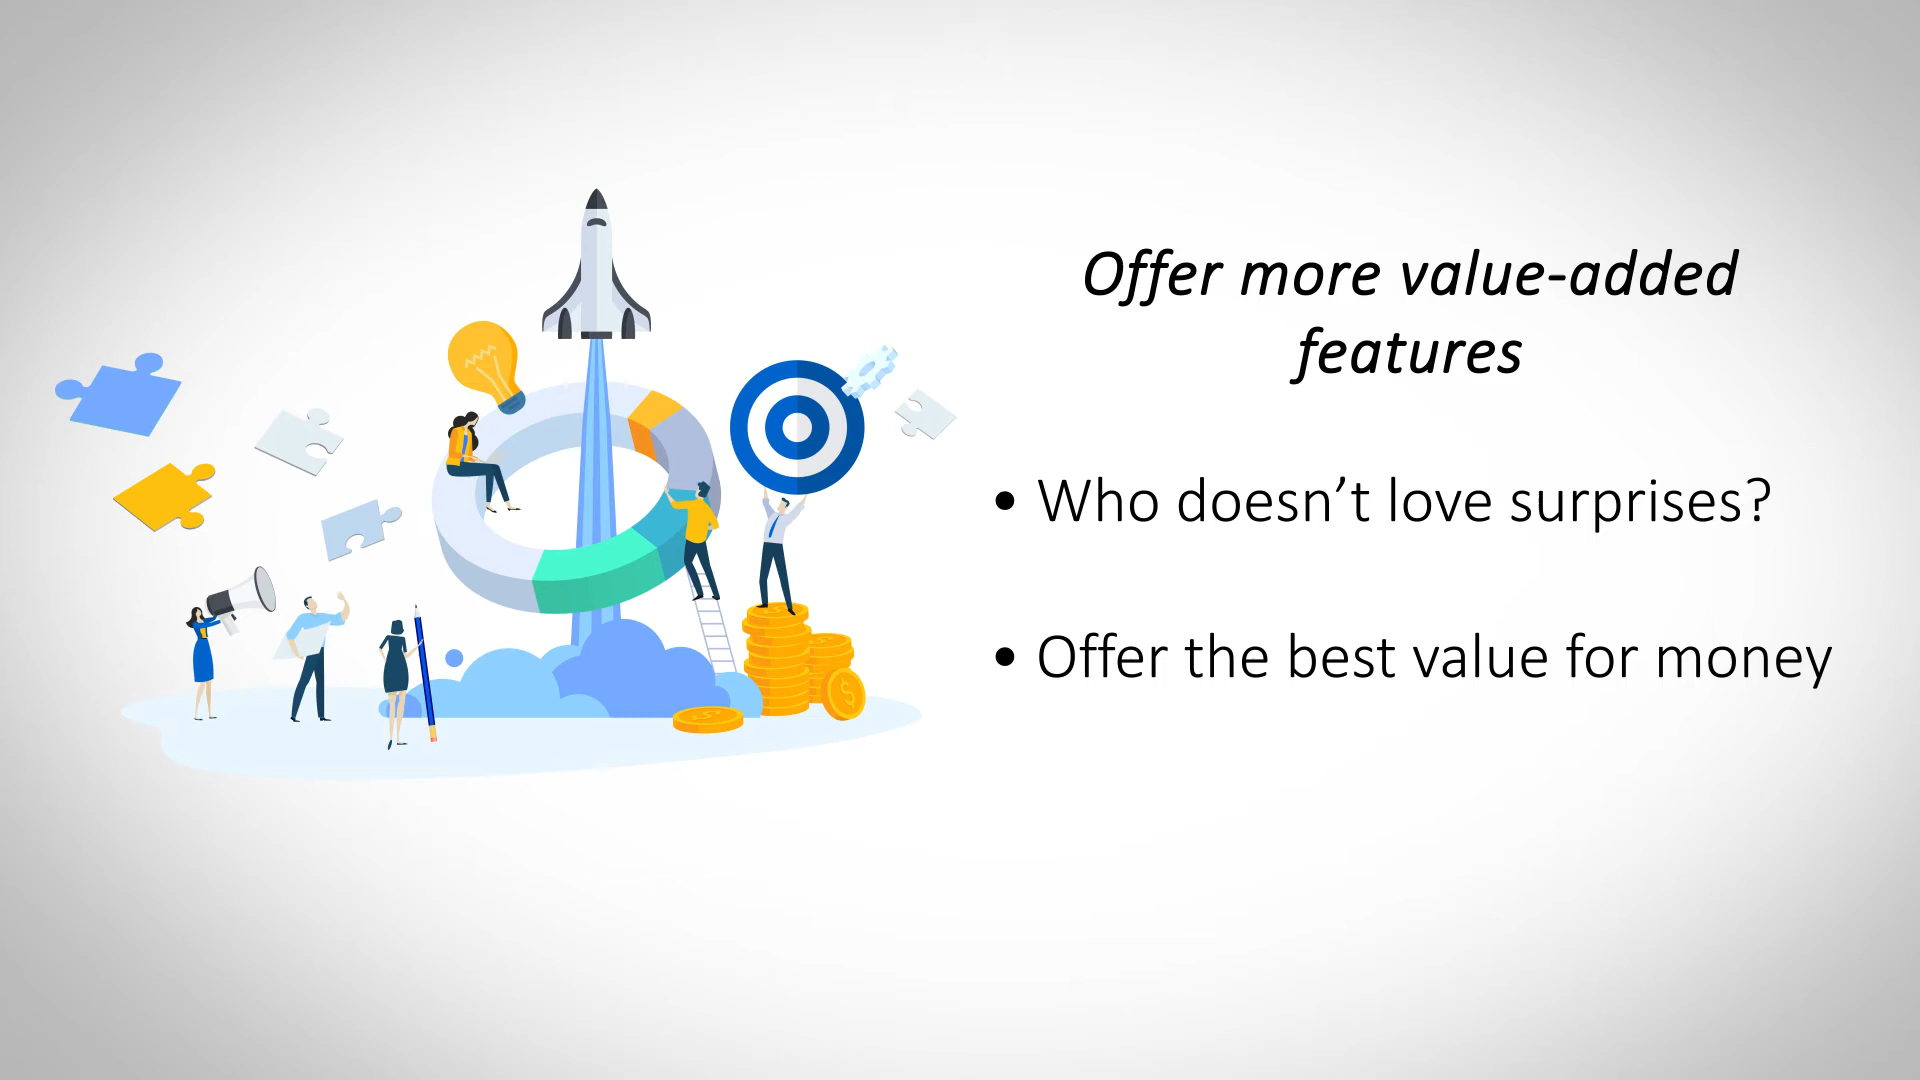 Offer more value-added
features
• Who doesn’t love surprises?
• Offer the best value for money